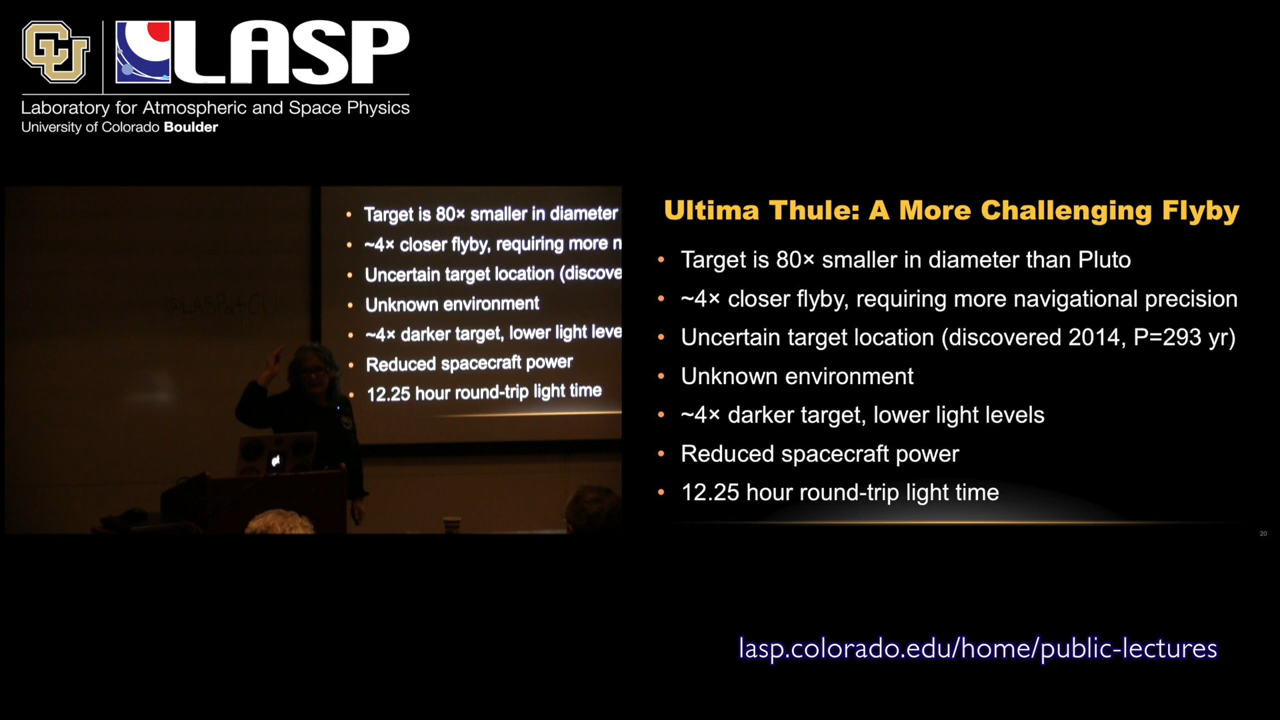 CU
LASP
Laboratory for Atmospheric and Space Physics
University of Colorado Boulder
• Target is 80× smaller in diameter
• ~4× closer flyby, requiring more n
• Uncertain target location (discove
• Unknown environment
• ~4× darker target, lower light leve
• Reduced spacecraft power
• 12.25 hour round-trip light time
Ultima Thule: A More Challenging Flyby
• Target is 80× smaller in diameter than Pluto
• ~4× closer flyby, requiring more navigational precision
• Uncertain target location (discovered 2014, P=293 yr)
• Unknown environment
• ~4× darker target, lower light levels
• Reduced spacecraft power
• 12.25 hour round-trip light time
20
lasp.colorado.edu/home/public-lectures